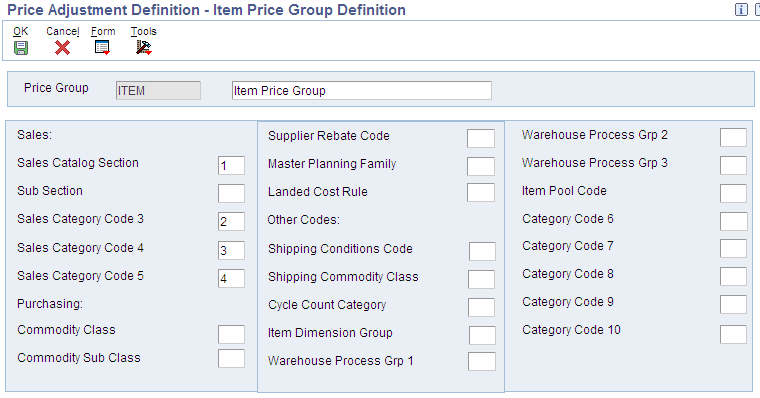 Price Adjustment Definition - Item Price Group Definition
OK Cancel Form Tools
Price Group ITEM Item Price Group
Sales:
Sales Catalog Section 1
Sub Section
Sales Category Code 3 2
Sales Category Code 4 3
Sales Category Code 5 4
Purchasing:
Commodity Class
Commodity Sub Class
Supplier Rebate Code
Master Planning Family
Landed Cost Rule
Other Codes:
Shipping Conditions Code
Shipping Commodity Class
Cycle Count Category
Item Dimension Group
Warehouse Process Grp 1
Warehouse Process Grp 2
Warehouse Process Grp 3
Item Pool Code
Category Code 6
Category Code 7
Category Code 8
Category Code 9
Category Code 10